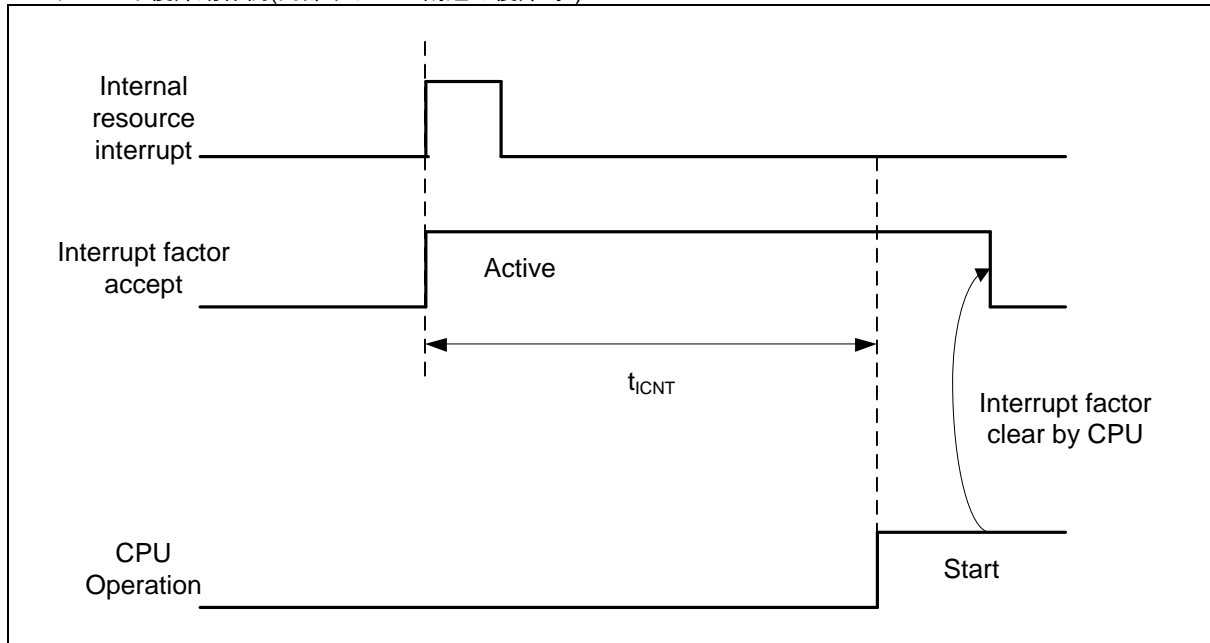 Internal
resource
interrupt
Interrupt factor
accept
Active
tICNT
Interrupt factor
clear by CPU
CPU
Operation
Start